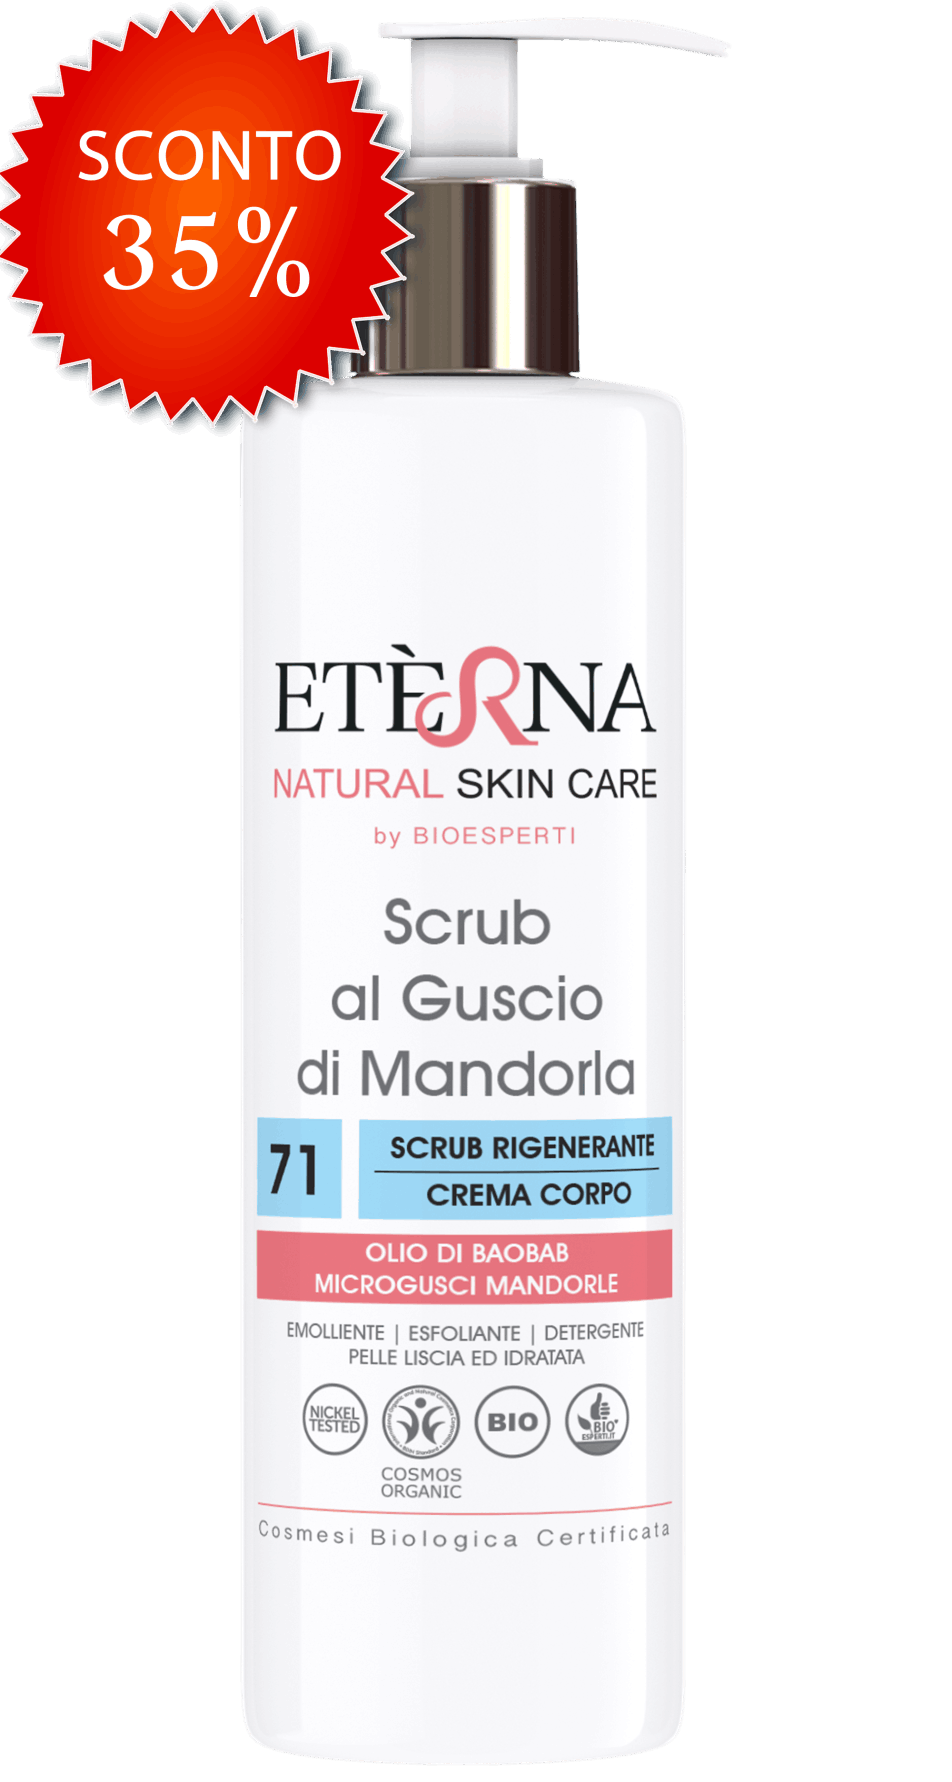 SCONTO
35%
ETÈRNA
NATURAL SKIN CARE
by BIOESPERTI
Scrub
al Guscio
di Mandorla
71
SCRUB RIGENERANTE
CREMA CORPO
OLIO DI BAOBAB
MICROGUSCI MANDORLE
EMOLLIENTE | ESFOLIANTE | DETERGENTE
PELLE LISCIA ED IDRATATA
NICKEL
TESTED
BIO
BIO
ESPERTI.IT
COSMOS
ORGANIC
Cosmesi Biologica Certificata